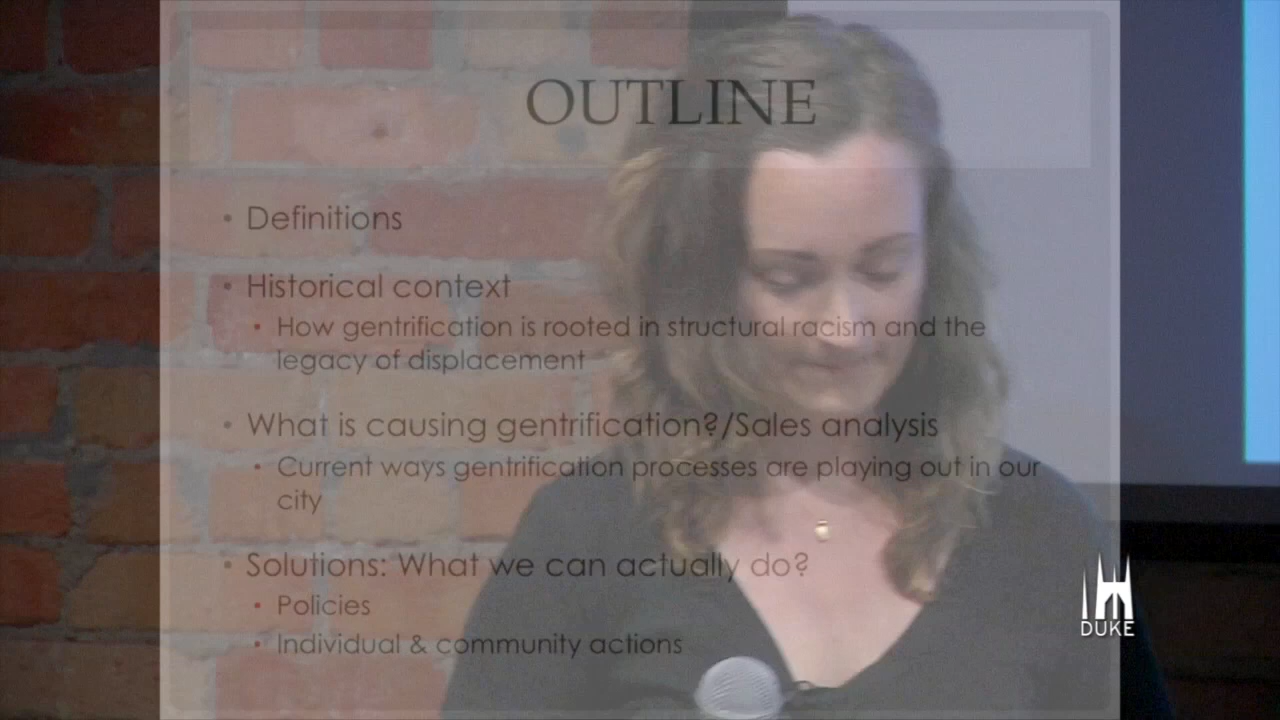 OUTLINE
• Definitions
• Historical context
• How gentrification is rooted in structural racism and the
legacy of displacement
• What is causing gentrification?/Sales analysis
• Current ways gentrification processes are playing out in our
city
• Solutions: What we can actually do?
• Policies
• Individual & community actions
DUKE